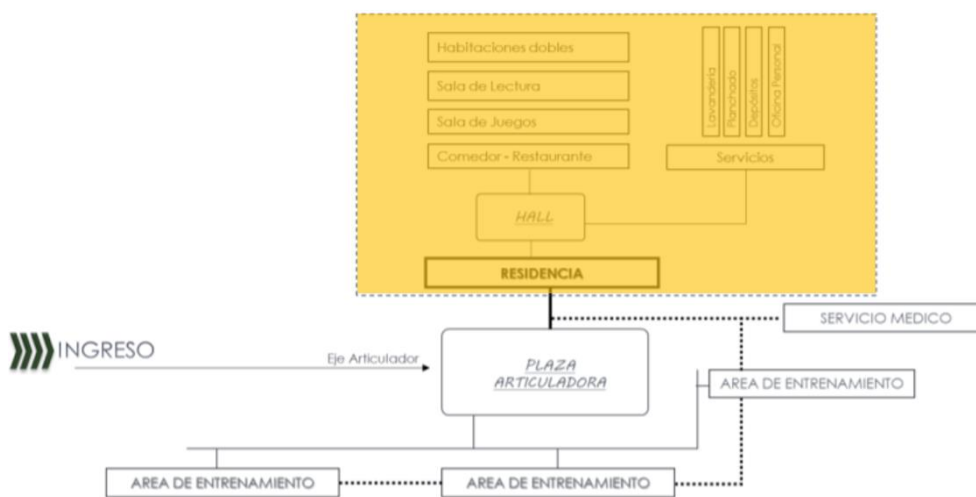 Habitaciones dobles
Sala de Lectura
Sala de Juegos
Comedor - Restaurante
Lavandería
Planchado
Depósitos
Oficina Personal
Servicios
HALL
RESIDENCIA
SERVICIO MEDICO
INGRESO
Eje Articulador
PLAZA
ARTICULADORA
AREA DE ENTRENAMIENTO
AREA DE ENTRENAMIENTO
AREA DE ENTRENAMIENTO